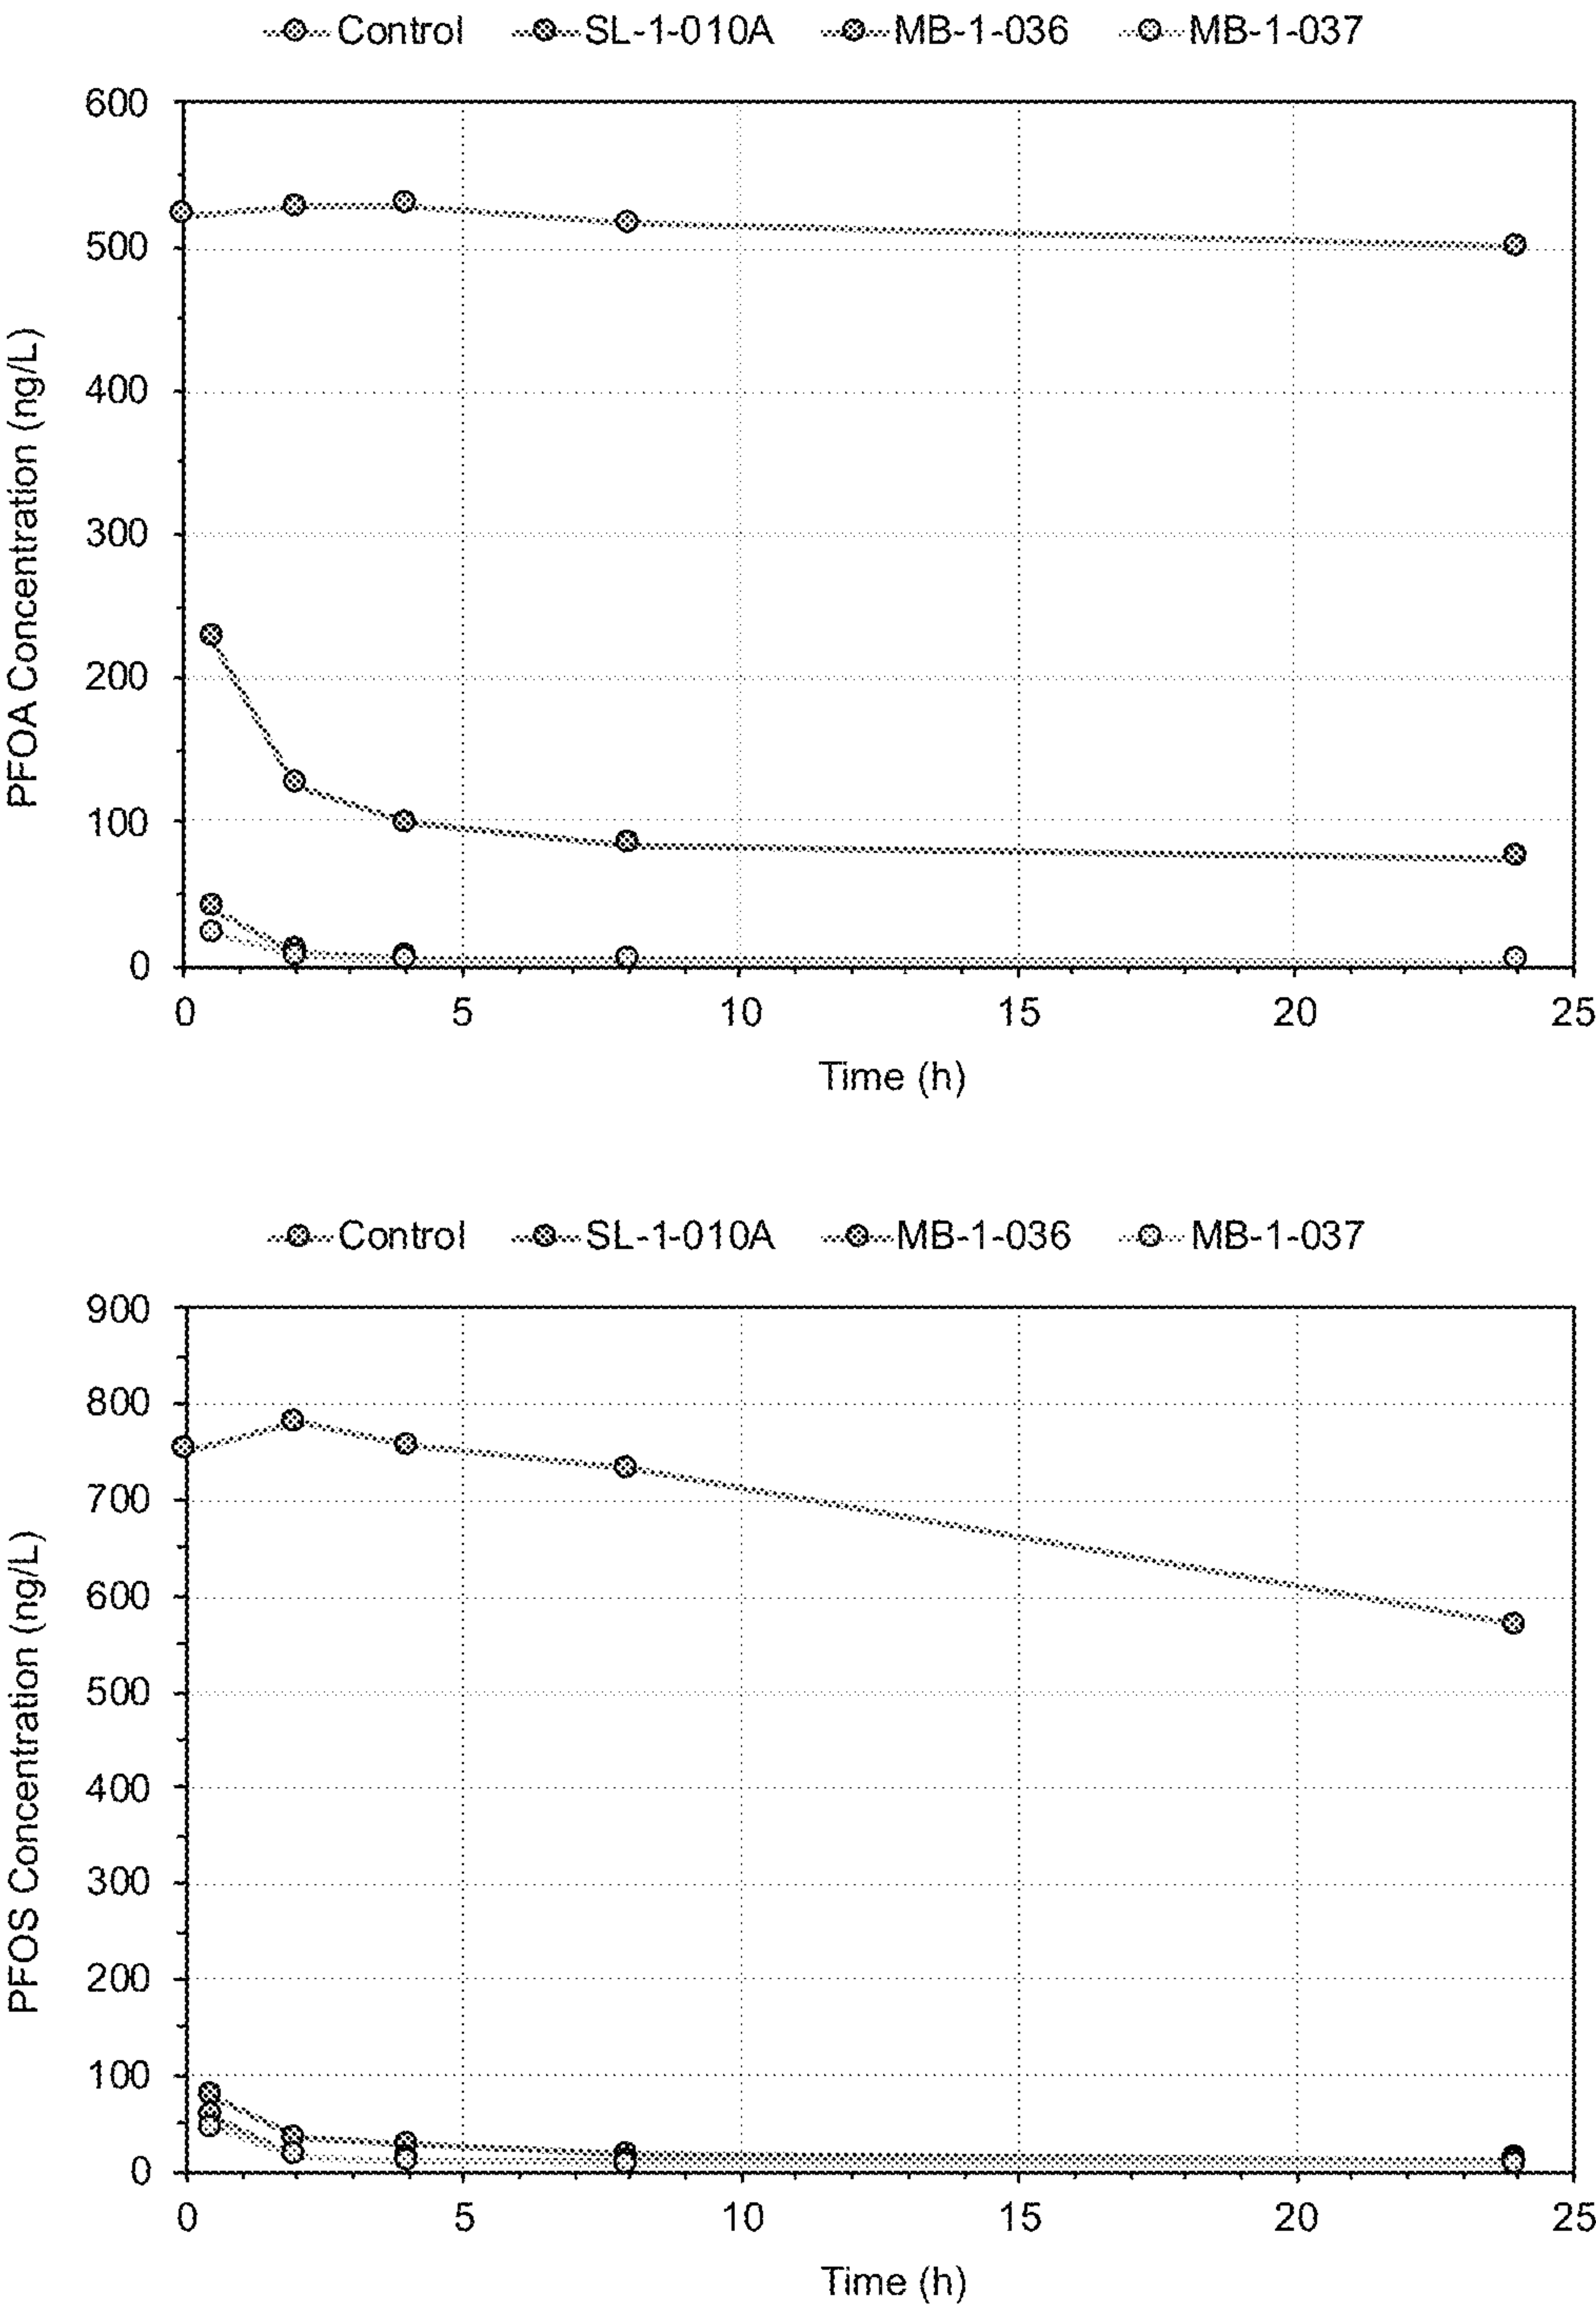 Control SL-1-010A MB-1-036 MB-1-037
600
500
400
300
200
100
0
PFOA Concentration (ng/L)
0 5 10 15 20 25
Time (h)
Control SL-1-010A MB-1-036 MB-1-037
900
800
700
600
500
400
300
200
100
0
PFOS Concentration (ng/L)
0 5 10 15 20 25
Time (h)